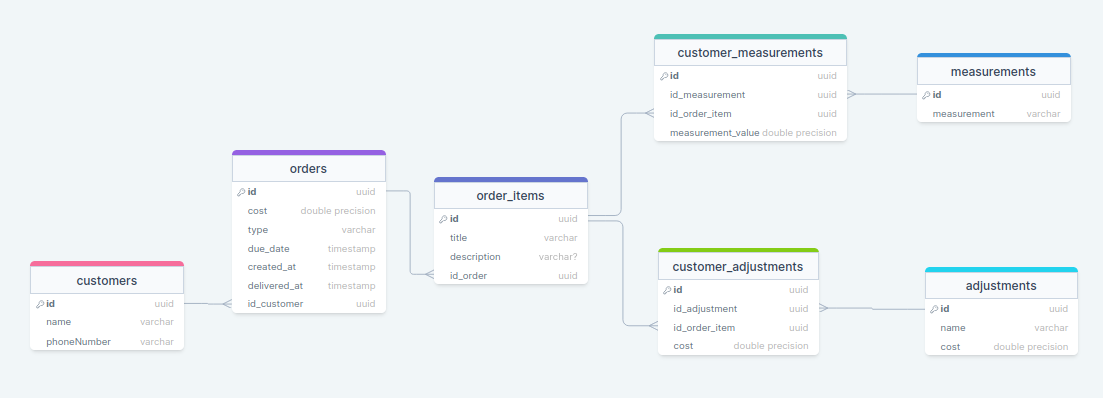 customers
id uuid
name varchar
phoneNumber varchar
orders
id uuid
cost double precision
type varchar
due_date timestamp
created_at timestamp
delivered_at timestamp
id_customer uuid
order_items
id uuid
title varchar
description varchar?
id_order uuid
customer_measurements
id uuid
id_measurement uuid
id_order_item uuid
measurement_value double precision
measurements
id uuid
measurement varchar
customer_adjustments
id uuid
id_adjustment uuid
id_order_item uuid
cost double precision
adjustments
id uuid
name varchar
cost double precision